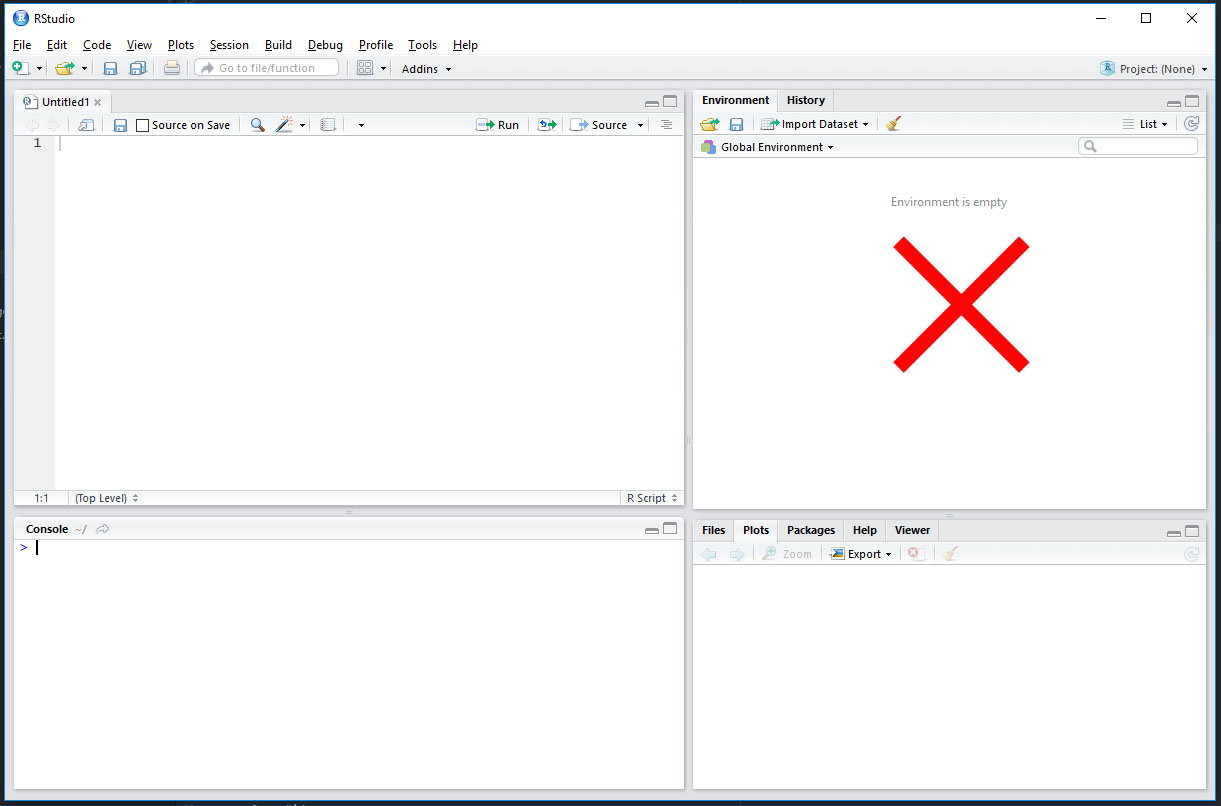 RStudio
File Edit Code View Plots Session Build Debug Profile Tools Help
Go to file/function Addins Project: (None)
Untitled1
Source on Save Run Source
1
1:1 (Top Level) R Script
Console ~/
>
Environment History
Import Dataset List
Global Environment
Environment is empty
Files Plots Packages Help Viewer
Zoom Export